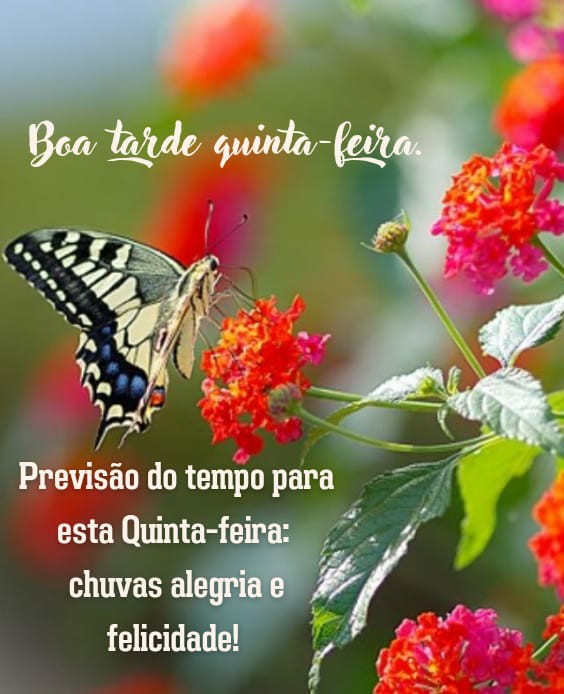 Boa tarde quinta-feira.
Previsão do tempo para
esta Quinta-feira:
chuvas alegria e
felicidade!